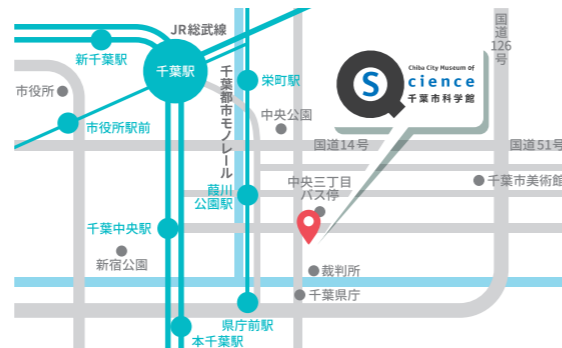 JR総武線
国道
126
号
新千葉駅
千葉駅
Chiba City Museum of
S
cience
千葉市科学館
市役所
千葉都市モノレール
栄町駅
市役所駅前
中央公園
国道14号
国道51号
中央三丁目
バス停
千葉市美術館
葭川
公園駅
千葉中央駅
新宿公園
裁判所
千葉県庁
県庁前駅
本千葉駅